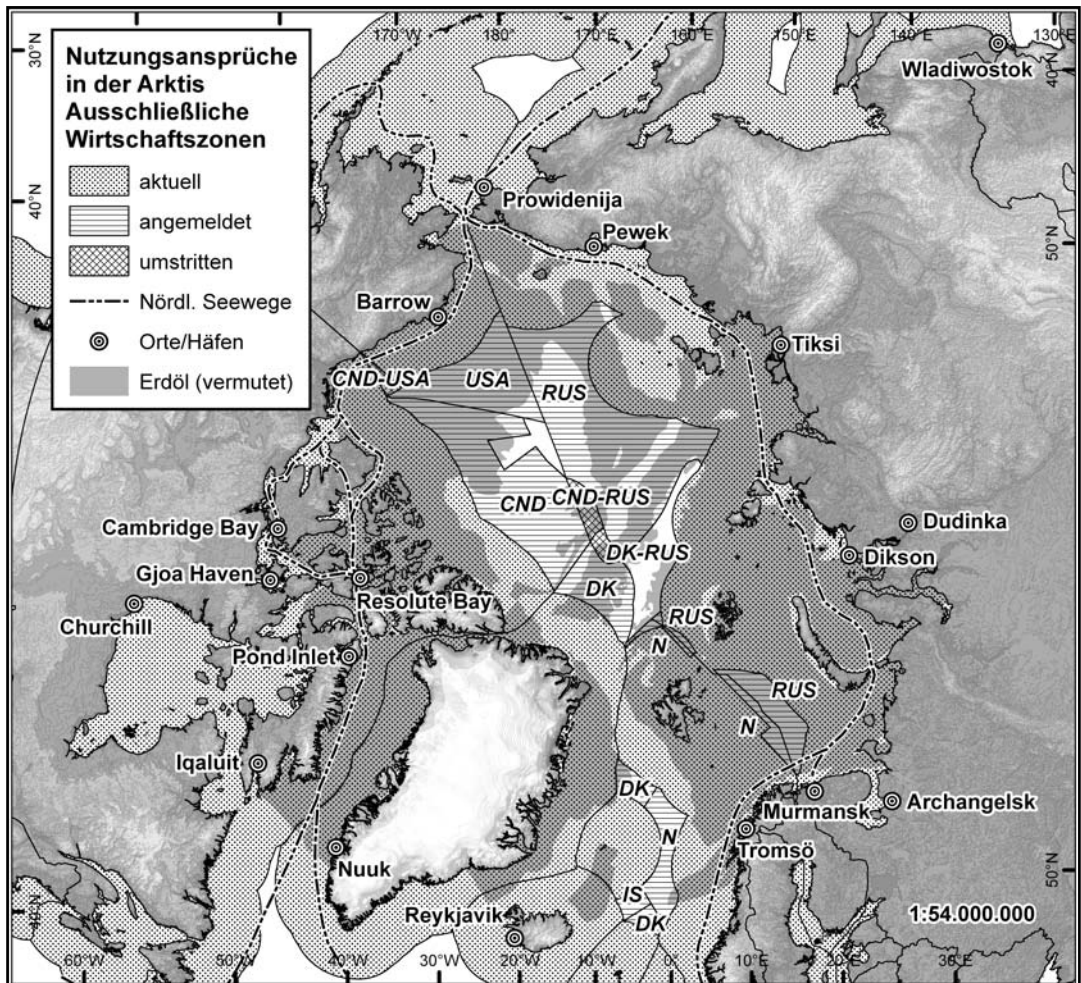 170°W
180°
170°E
160°E
150°E
140°E
130°E
30°N
40°N
Nutzungsansprüche
in der Arktis
Ausschließliche
Wirtschaftszonen
aktuell
angemeldet
umstritten
Nördl. Seewege
Orte/Häfen
Erdöl (vermutet)
Wladiwostok
40°N
50°N
Prowidenija
Pewek
Barrow
Tiksi
CND-USA
USA
RUS
CND
CND-RUS
Cambridge Bay
Dudinka
DK-RUS
Dikson
Gjoa Haven
DK
Resolute Bay
Churchill
RUS
N
Pond Inlet
RUS
N
Iqaluit
DK
Murmansk
Archangelsk
N
Tromsö
Nuuk
50°N
IS
Reykjavik
DK
1:54.000.000
40°N
60°W
50°W
40°W
30°W
20°W
10°W
0°
10°E
20°E
30°E